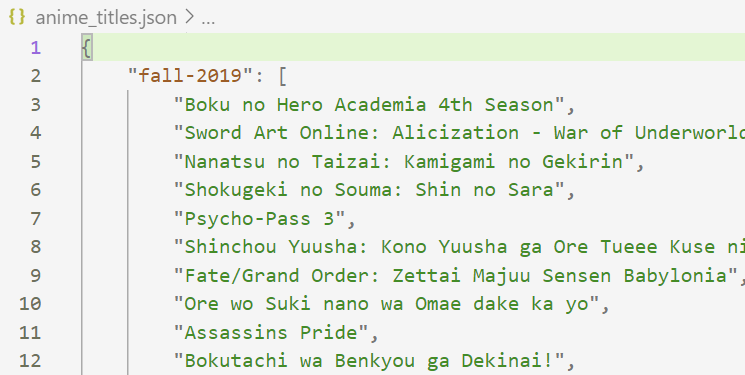 {} anime_titles.json > ...
1 {
2 "fall-2019": [
3 "Boku no Hero Academia 4th Season",
4 "Sword Art Online: Alicization - War of Underworld
5 "Nanatsu no Taizai: Kamigami no Gekirin",
6 "Shokugeki no Souma: Shin no Sara",
7 "Psycho-Pass 3",
8 "Shinchou Yuusha: Kono Yuusha ga Ore Tueee Kuse ni
9 "Fate/Grand Order: Zettai Majuu Sensen Babylonia",
10 "Ore wo Suki nano wa Omae dake ka yo",
11 "Assassins Pride",
12 "Bokutachi wa Benkyou ga Dekinai!",